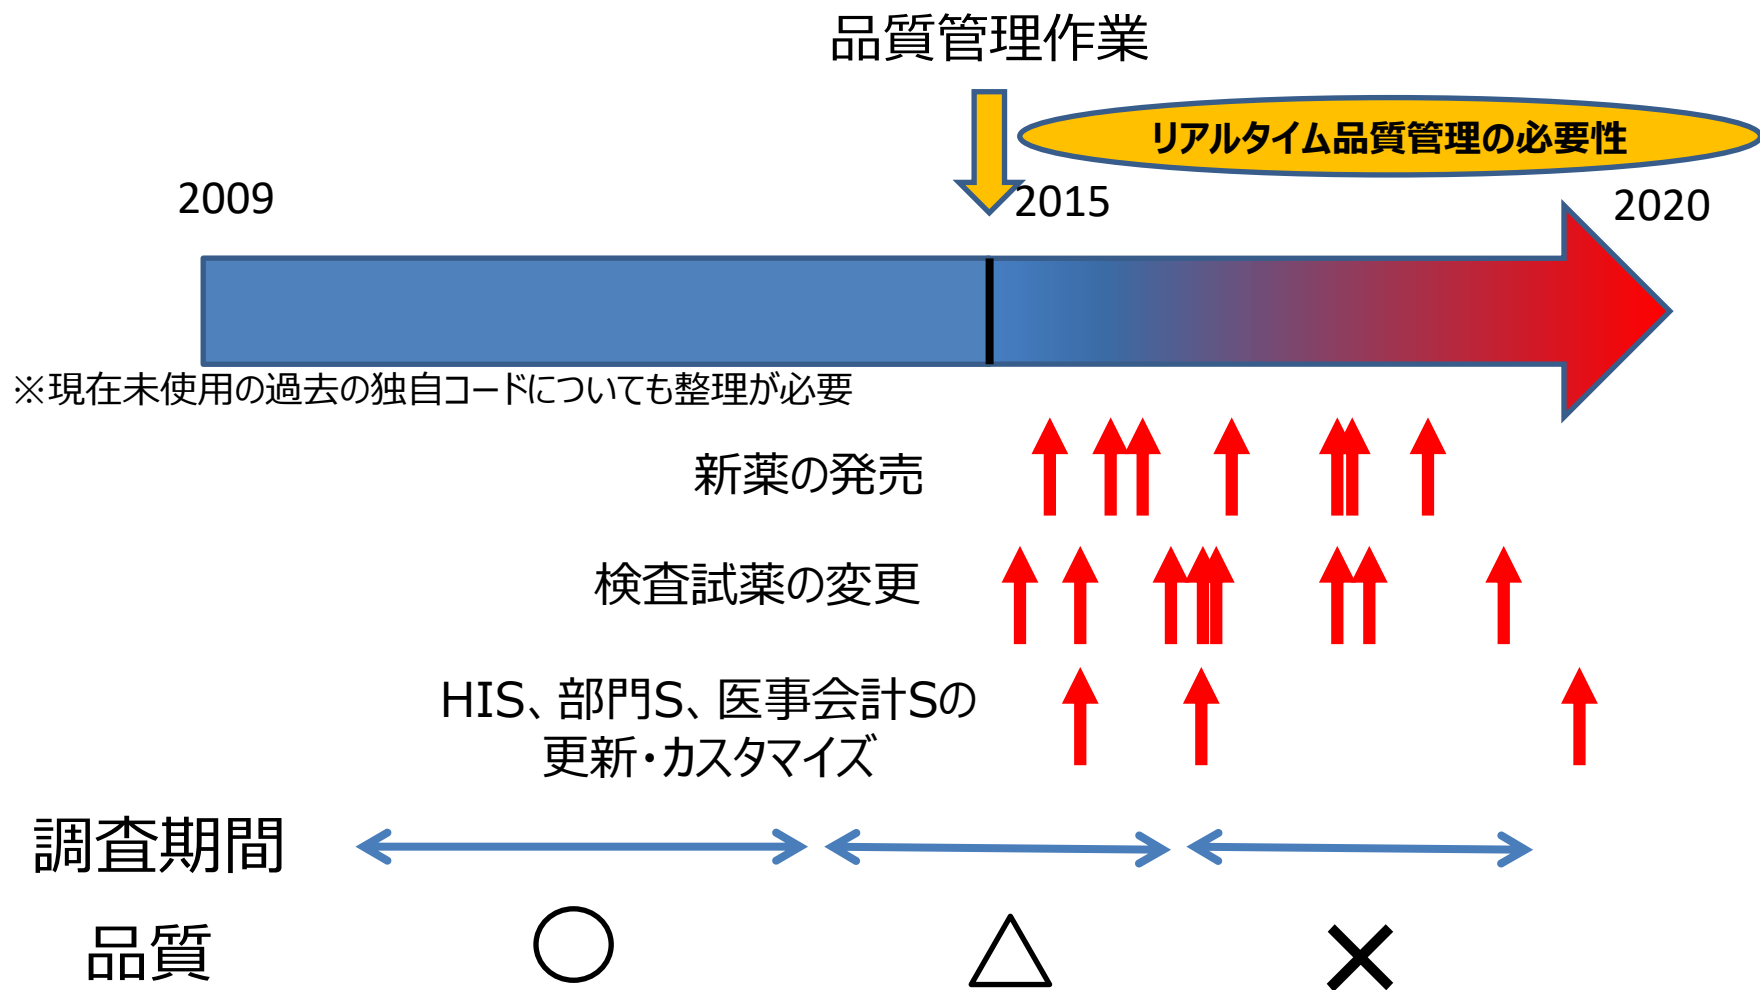 品質管理作業
リアルタイム品質管理の必要性
2009
2015
2020
※現在未使用の過去の独自コードについても整理が必要
新薬の発売
検査試薬の変更
HIS、部門S、医事会計Sの
更新・カスタマイズ
調査期間
品質